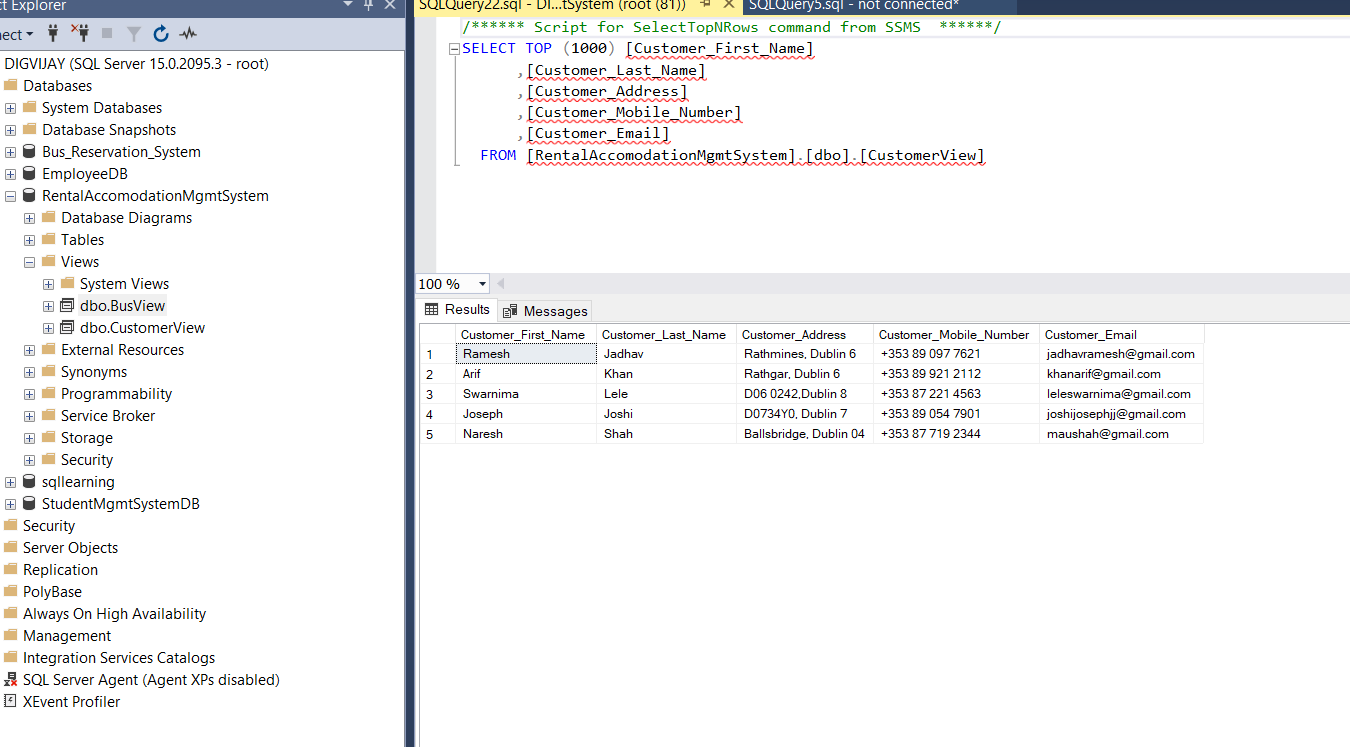 ct Explorer
nect
DIGVIJAY (SQL Server 15.0.2095.3 - root)
Databases
System Databases
Database Snapshots
Bus_Reservation_System
EmployeeDB
RentalAccomodationMgmtSystem
Database Diagrams
Tables
Views
System Views
dbo.BusView
dbo.CustomerView
External Resources
Synonyms
Programmability
Service Broker
Storage
Security
sqllearning
StudentMgmtSystemDB
Security
Server Objects
Replication
PolyBase
Always On High Availability
Management
Integration Services Catalogs
SQL Server Agent (Agent XPs disabled)
XEvent Profiler
SQLQuery22.sql - DI...tSystem (root (81)) SQLQuery5.sql - not connected*
/****** Script for SelectTopNRows command from SSMS ******/
SELECT TOP (1000) [Customer_First_Name]
,[Customer_Last_Name]
,[Customer_Address]
,[Customer_Mobile_Number]
,[Customer_Email]
FROM [RentalAccomodationMgmtSystem].[dbo].[CustomerView]
100 %
Results Messages
Customer_First_Name Customer_Last_Name Customer_Address Customer_Mobile_Number Customer_Email
1 Ramesh Jadhav Rathmines, Dublin 6 +353 89 097 7621 jadhavramesh@gmail.com
2 Arif Khan Rathgar, Dublin 6 +353 89 921 2112 khanarif@gmail.com
3 Swarnima Lele D06 0242,Dublin 8 +353 87 221 4563 leleswarnima@gmail.com
4 Joseph Joshi D0734Y0, Dublin 7 +353 89 054 7901 joshijosephjj@gmail.com
5 Naresh Shah Ballsbridge, Dublin 04 +353 87 719 2344 maushah@gmail.com